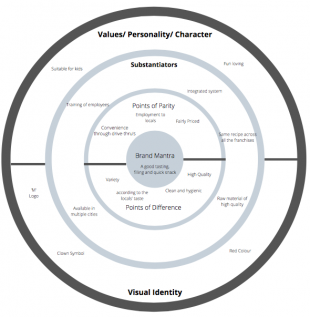 Values/ Personality/ Character
Suitable for kids
Fun loving
Substantiators
Integrated system
Training of employees
Points of Parity
Employment to
locals
Fairly Priced
Convenience
through drive-thrus
Same recipe across
all the franchises
Brand Mantra
A good tasting,
filling and quick snack
Variety
High Quality
according to the
locals' taste
Clean and hygienic
'M'
Logo
Available in
multiple cities
Points of Difference
Raw material of
high quality
Clown Symbol
Red Colour
Visual Identity